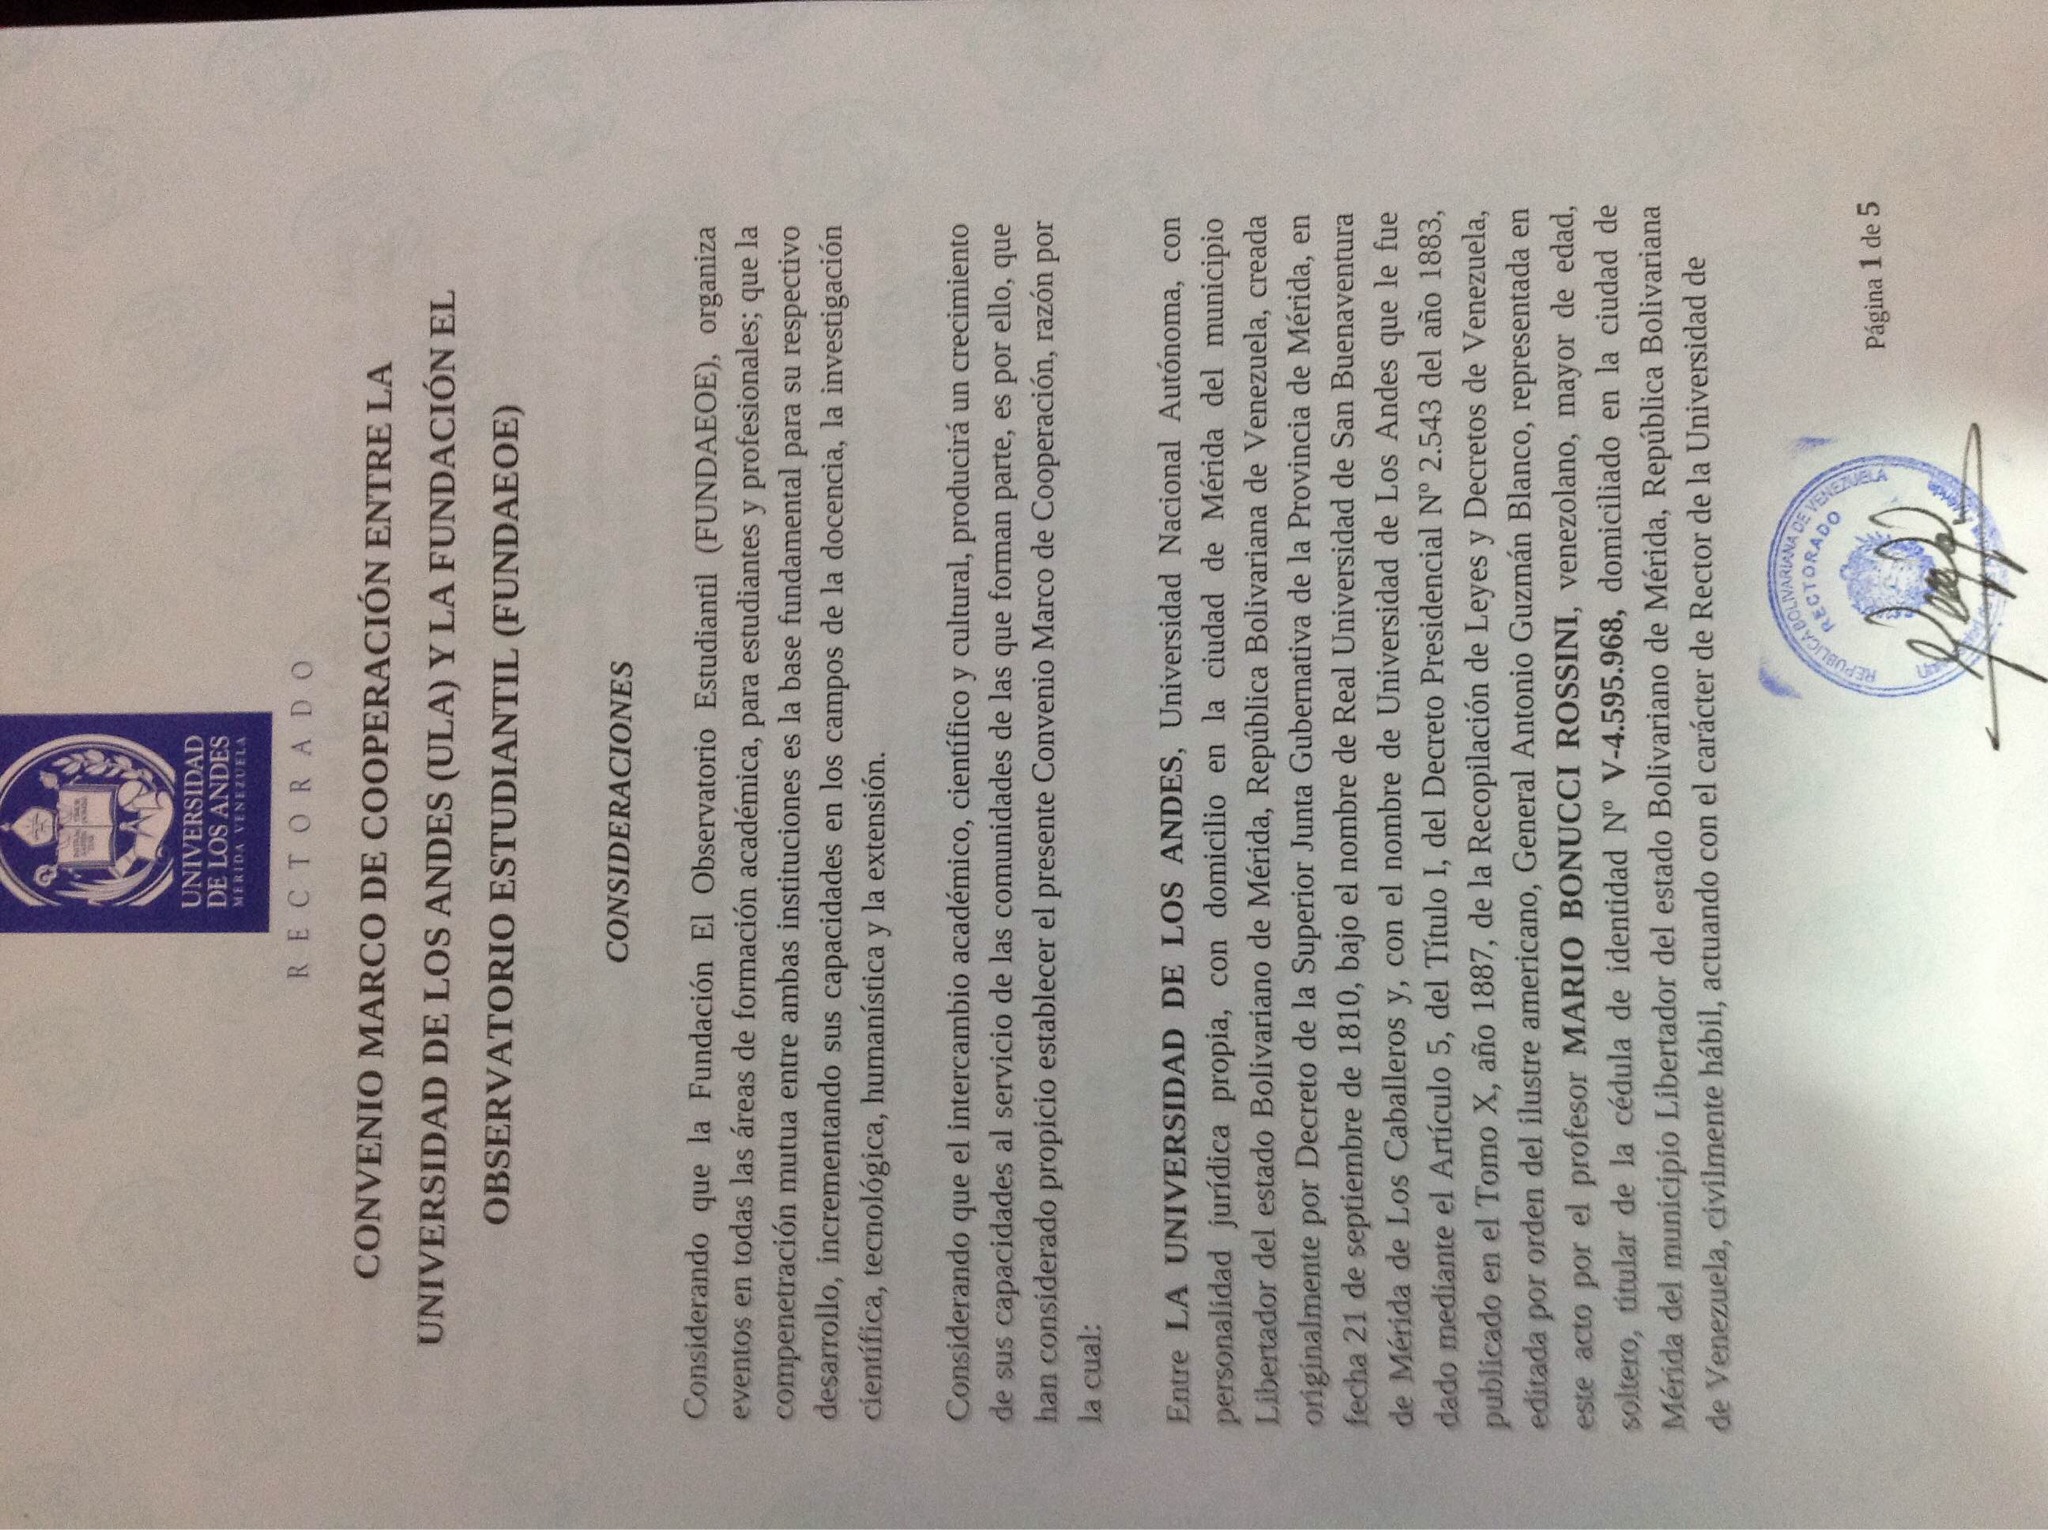 UNIVERSIDAD
DE LOS ANDES
MERIDA VENEZUELA
RECTORADO
CONVENIO MARCO DE COOPERACIÓN ENTRE LA
UNIVERSIDAD DE LOS ANDES (ULA) Y LA FUNDACIÓN EL
OBSERVATORIO ESTUDIANTIL (FUNDAEOE)
CONSIDERACIONES
Considerando que la Fundación El Observatorio Estudiantil (FUNDAEOE), organiza
eventos en todas las áreas de formación académica, para estudiantes y profesionales; que la
compenetración mutua entre ambas instituciones es la base fundamental para su respectivo
desarrollo, incrementando sus capacidades en los campos de la docencia, la investigación
científica, tecnológica, humanística y la extensión.
Considerando que el intercambio académico, científico y cultural, producirá un crecimiento
de sus capacidades al servicio de las comunidades de las que forman parte, es por ello, que
han considerado propicio establecer el presente Convenio Marco de Cooperación, razón por
la cual:
Entre LA UNIVERSIDAD DE LOS ANDES, Universidad Nacional Autónoma, con
personalidad jurídica propia, con domicilio en la ciudad de Mérida del municipio
Libertador del estado Bolivariano de Mérida, República Bolivariana de Venezuela, creada
originalmente por Decreto de la Superior Junta Gubernativa de la Provincia de Mérida, en
fecha 21 de septiembre de 1810, bajo el nombre de Real Universidad de San Buenaventura
de Mérida de Los Caballeros y, con el nombre de Universidad de Los Andes que le fue
dado mediante el Artículo 5, del Título I, del Decreto Presidencial Nº 2.543 del año 1883,
publicado en el Tomo X, año 1887, de la Recopilación de Leyes y Decretos de Venezuela,
editada por orden del ilustre americano, General Antonio Guzmán Blanco, representada en
este acto por el profesor MARIO BONUCCI ROSSINI, venezolano, mayor de edad,
soltero, titular de la cédula de identidad Nº V-4.595.968, domiciliado en la ciudad de
Mérida del municipio Libertador del estado Bolivariano de Mérida, República Bolivariana
de Venezuela, civilmente hábil, actuando con el carácter de Rector de la Universidad de
REPUBLICA BOLIVARIANA DE VENEZUELA
RECTORADO
Página 1 de 5